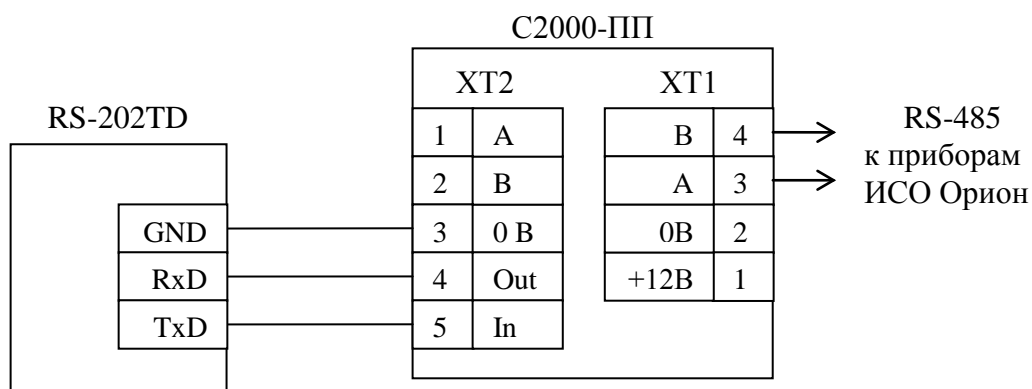 С2000-ПП
XT2 XT1
RS-202TD
1 A B 4
2 B A 3
GND 3 0 В 0В 2
RxD 4 Out +12В 1
TxD 5 In
RS-485
к приборам
ИСО Орион